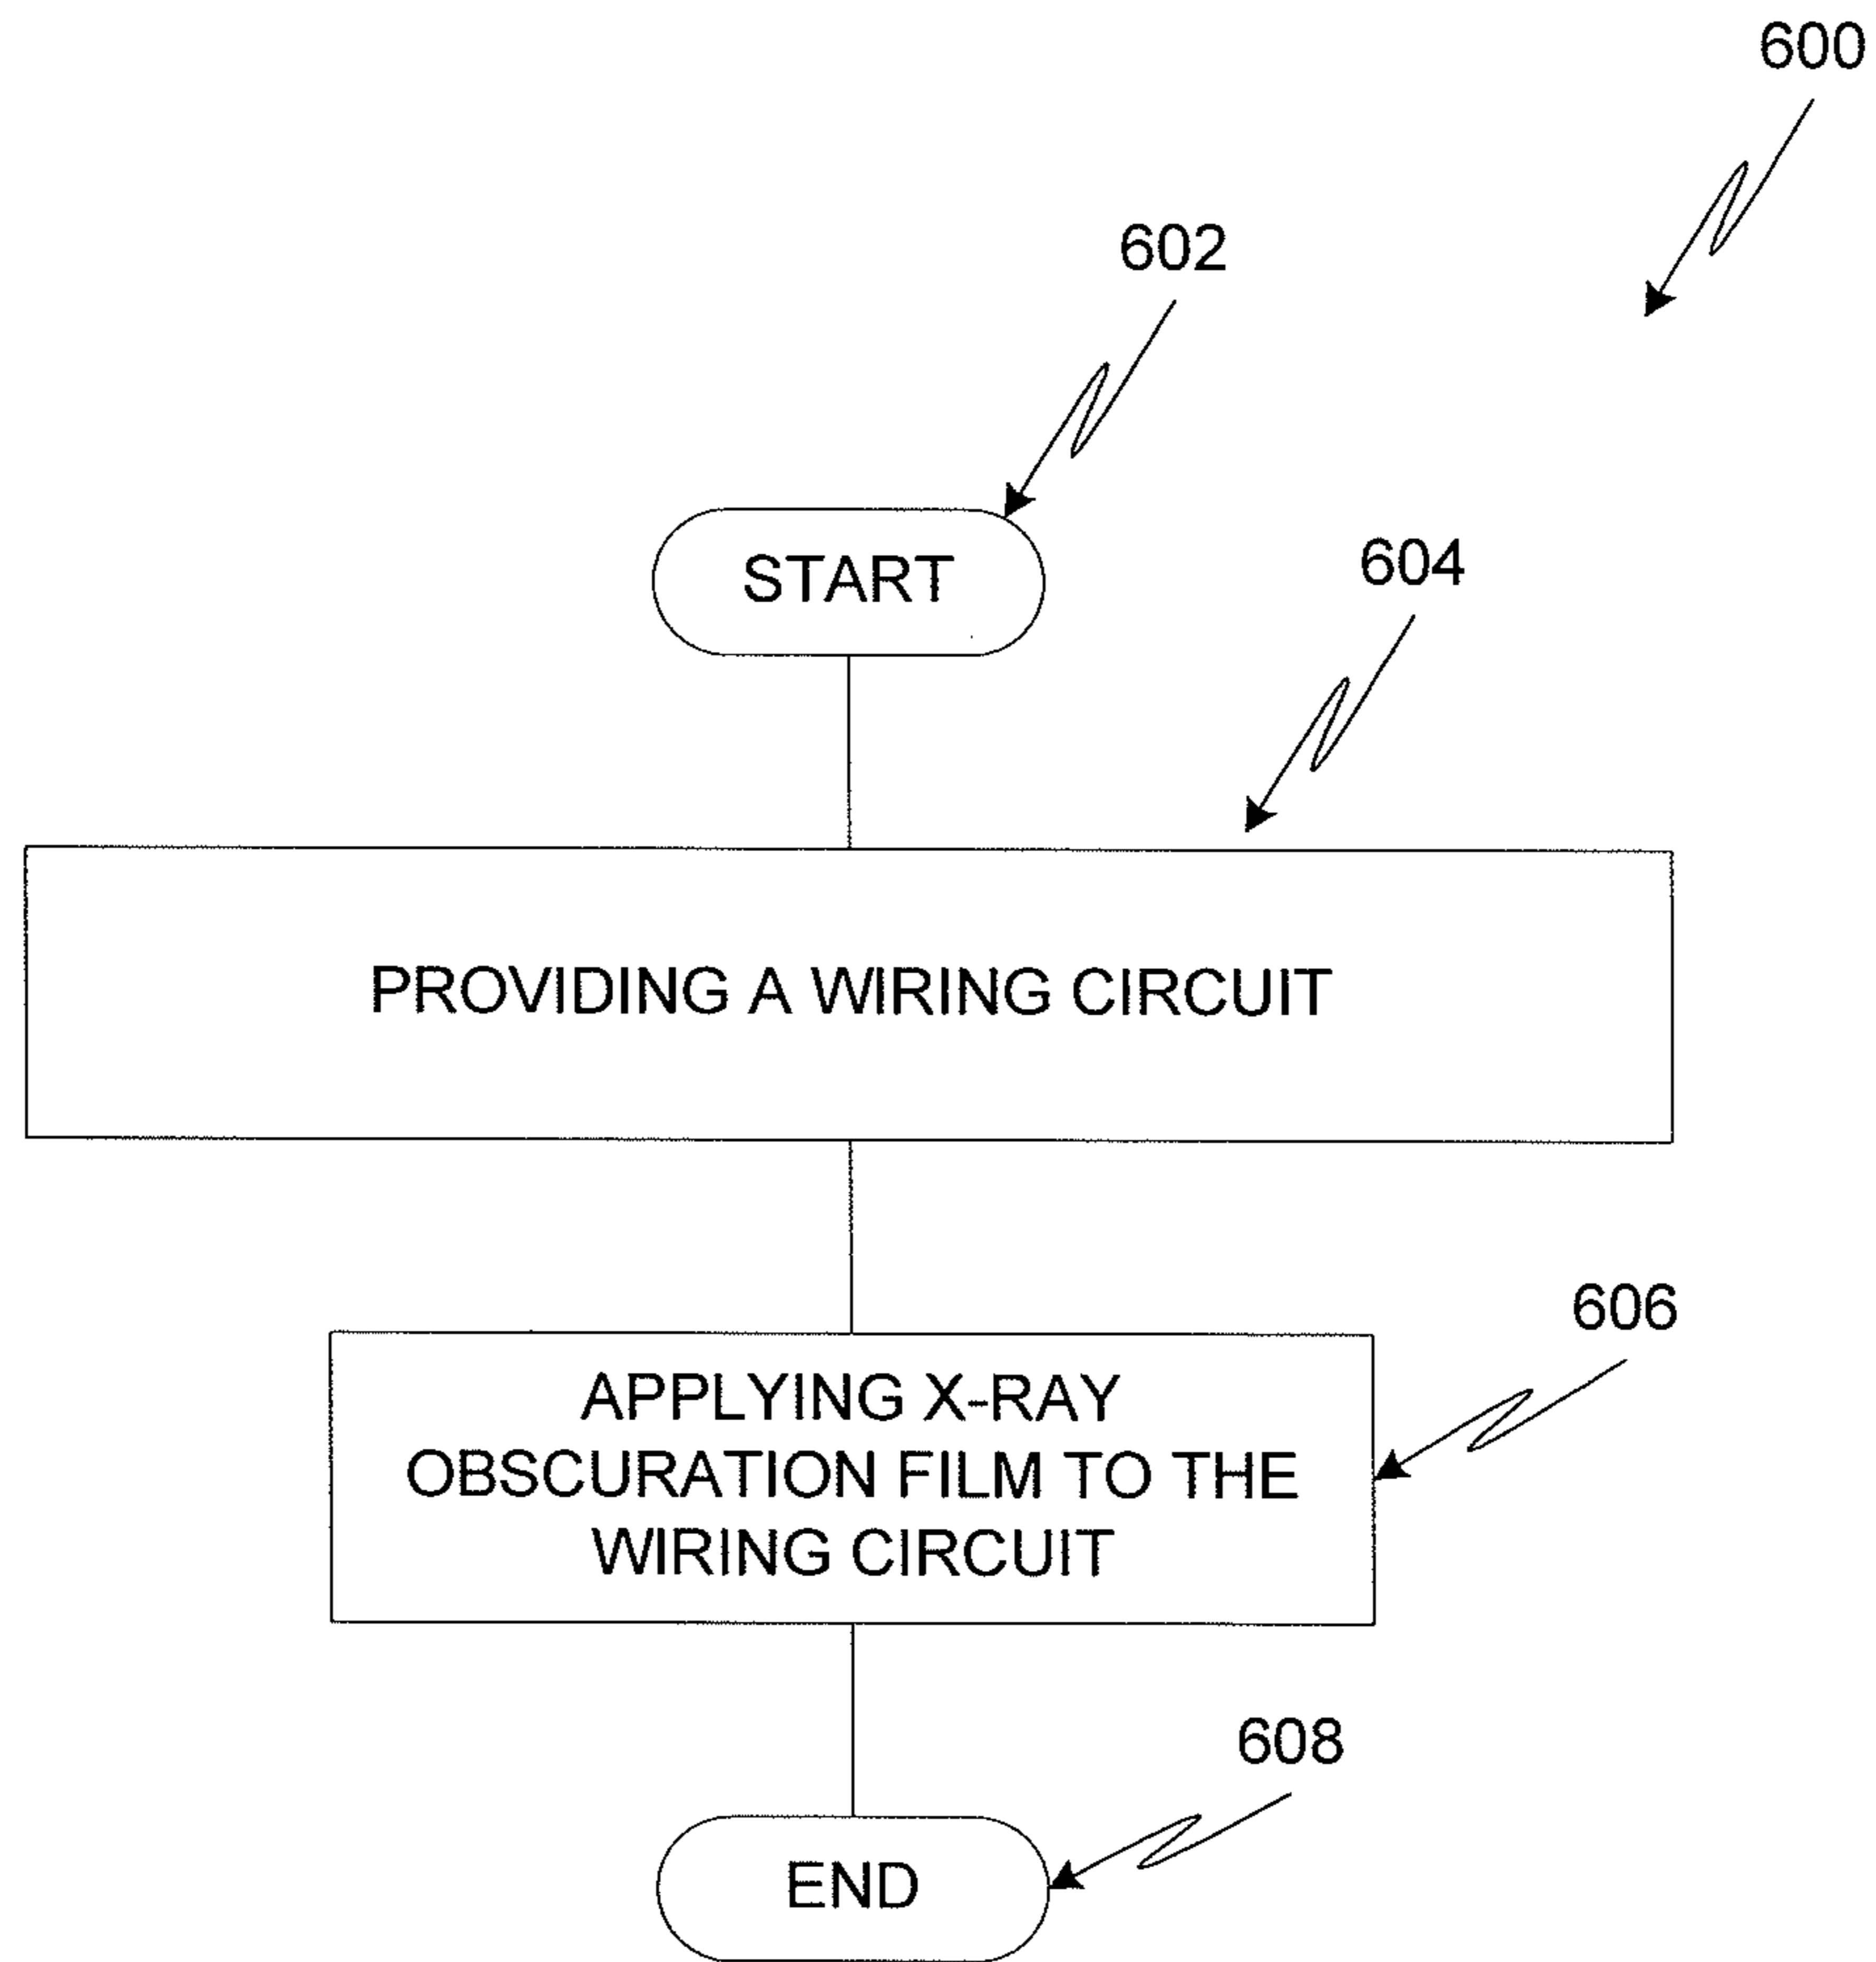 600
602
START
604
PROVIDING A WIRING CIRCUIT
606
APPLYING X-RAY
OBSCURATION FILM TO THE
WIRING CIRCUIT
608
END